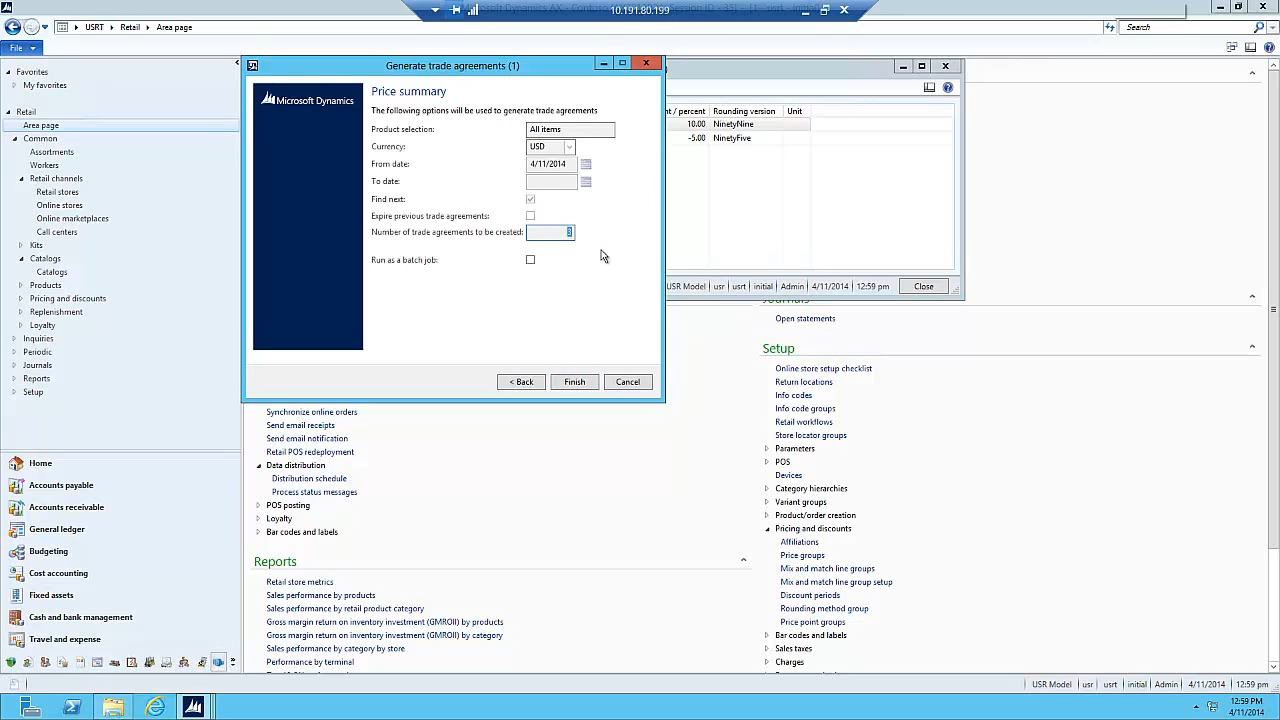 10.191.80.199
USRT
Retail
Area page
Search
File
Favorites
My favorites
Retail
Area page
Common
Assortments
Workers
Retail channels
Retail stores
Online stores
Online marketplaces
Call centers
Kits
Catalogs
Catalogs
Products
Pricing and discounts
Replenishment
Loyalty
Inquiries
Periodic
Journals
Reports
Setup
Home
Accounts payable
Accounts receivable
General ledger
Budgeting
Cost accounting
Fixed assets
Cash and bank management
Travel and expense
Generate trade agreements (1)
Microsoft Dynamics
Price summary
The following options will be used to generate trade agreements
Product selection: All items
Currency: USD
From date: 4/11/2014
To date:
Find next:
Expire previous trade agreements:
Number of trade agreements to be created: 3
Run as a batch job:
< Back Finish Cancel
/ percent Rounding version Unit
10.00 NinetyNine
-5.00 NinetyFive
USR Model usr usrt initial Admin 4/11/2014 12:59 pm Close
Synchronize online orders
Send email receipts
Send email notification
Retail POS redeployment
Data distribution
Distribution schedule
Process status messages
POS posting
Loyalty
Bar codes and labels
Reports
Retail store metrics
Sales performance by products
Sales performance by retail product category
Gross margin return on inventory investment (GMROII) by products
Gross margin return on inventory investment (GMROII) by category
Sales performance by category by store
Performance by terminal
Open statements
Setup
Online store setup checklist
Return locations
Info codes
Info code groups
Retail workflows
Store locator groups
Parameters
POS
Devices
Category hierarchies
Variant groups
Product/order creation
Pricing and discounts
Affiliations
Price groups
Mix and match line groups
Mix and match line group setup
Discount periods
Rounding method group
Price point groups
Bar codes and labels
Sales taxes
Charges
USR Model usr usrt initial Admin 4/11/2014 12:59 pm
12:59 PM
4/11/2014